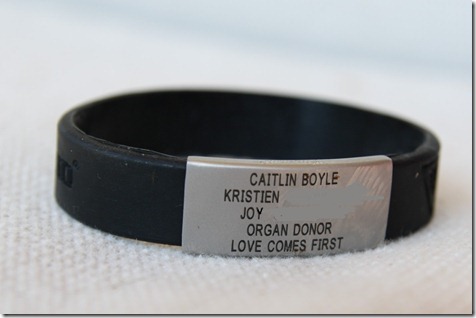 CAITLIN BOYLE
KRISTIEN
JOY
ORGAN DONOR
LOVE COMES FIRST